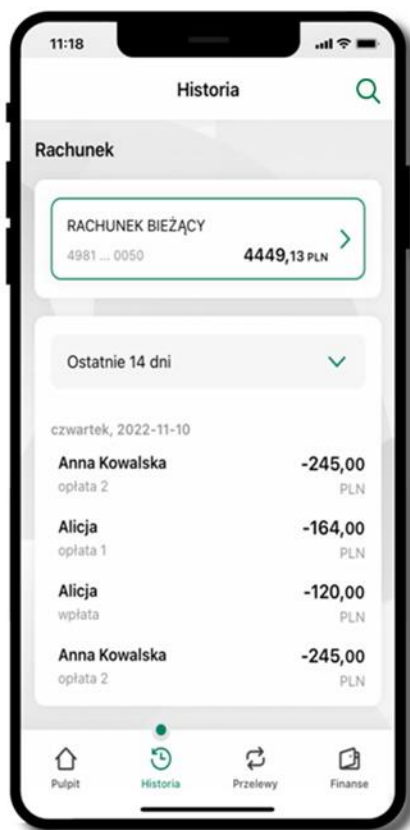 11:18
Historia
Rachunek
RACHUNEK BIEŻĄCY
4981 ... 0050
4449,13 PLN
Ostatnie 14 dni
czwartek, 2022-11-10
Anna Kowalska -245,00
opłata 2 PLN
Alicja -164,00
opłata 1 PLN
Alicja -120,00
wpłata PLN
Anna Kowalska -245,00
opłata 2 PLN
Pulpit Historia Przelewy Finanse